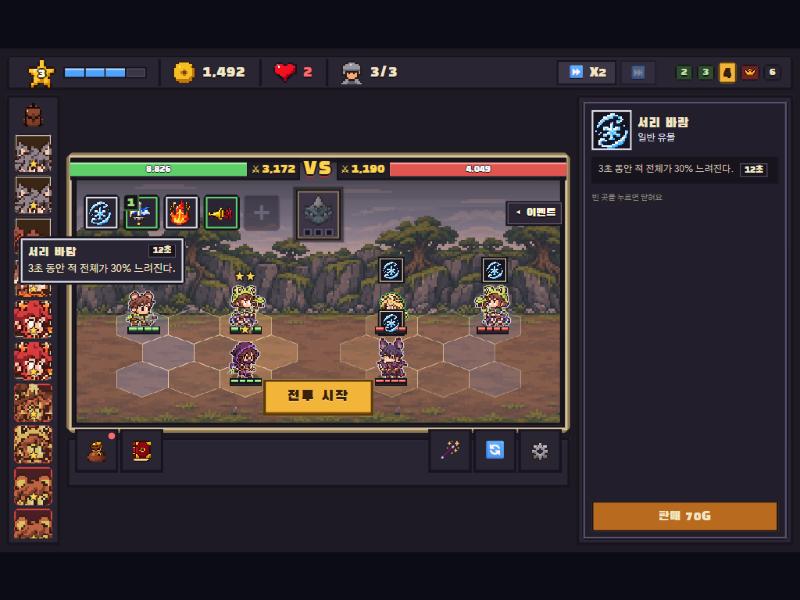 3
1,492
2
3/3
X2
2 3 4 6
8.826
3,172
VS
1,190
4.049
1
이벤트
서리 바람
12초
3초 동안 적 전체가 30% 느려진다.
전투 시작
서리 바람
일반 유물
3초 동안 적 전체가 30% 느려진다.
12초
빈 곳을 누르면 닫혀요
판매 70G